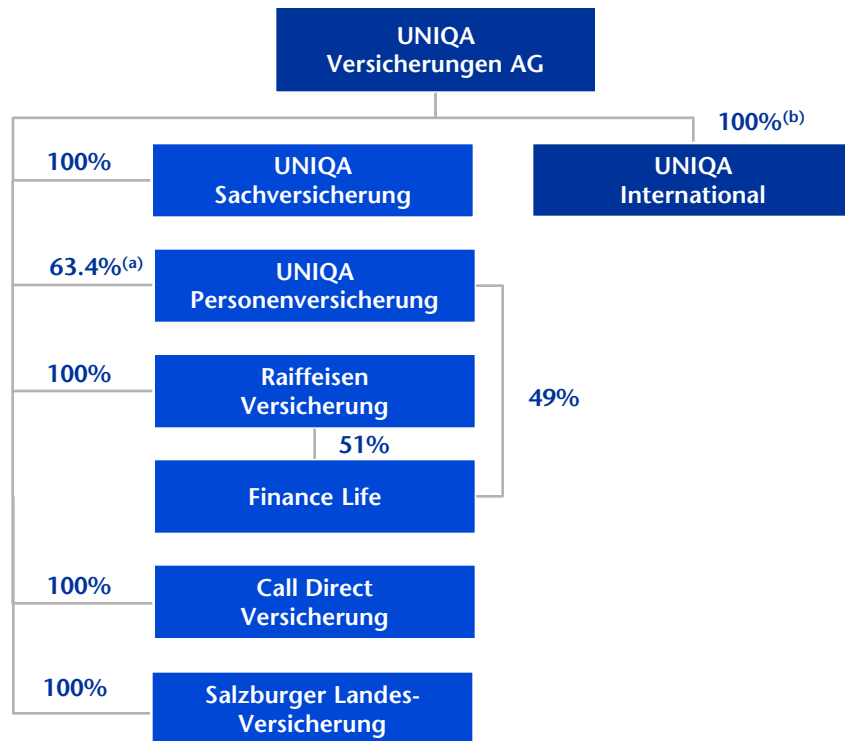 UNIQA
Versicherungen AG
100%(b)
100%
UNIQA
Sachversicherung
UNIQA
International
63.4%(a)
UNIQA
Personenversicherung
100%
Raiffeisen
Versicherung
49%
51%
Finance Life
100%
Call Direct
Versicherung
100%
Salzburger Landes-
Versicherung